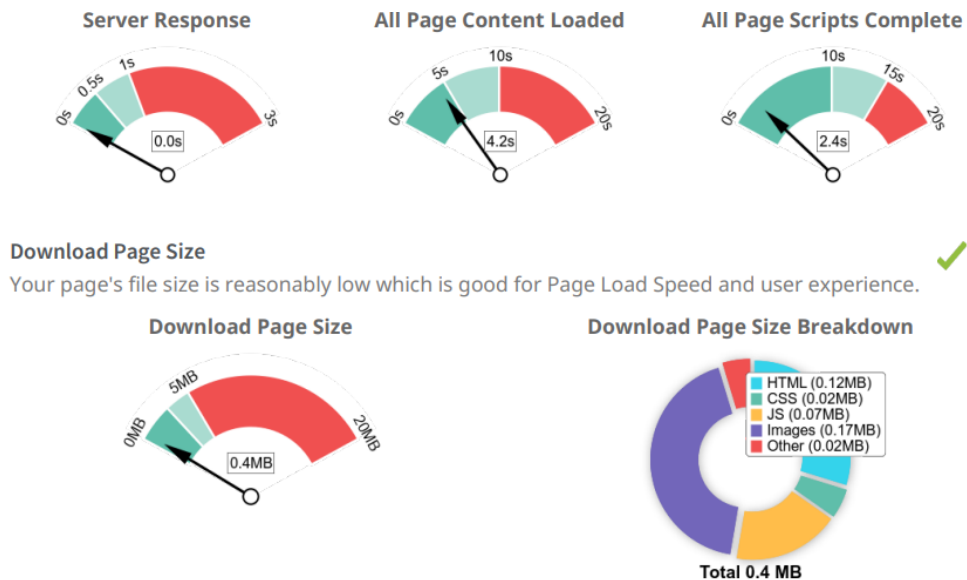 Server Response
All Page Content Loaded
All Page Scripts Complete
0s
0.5s
1s
3s
0.0s
0s
5s
10s
20s
4.2s
0s
10s
15s
20s
2.4s
Download Page Size
Your page's file size is reasonably low which is good for Page Load Speed and user experience.
Download Page Size
Download Page Size Breakdown
0MB
5MB
20MB
0.4MB
HTML (0.12MB)
CSS (0.02MB)
JS (0.07MB)
Images (0.17MB)
Other (0.02MB)
Total 0.4 MB